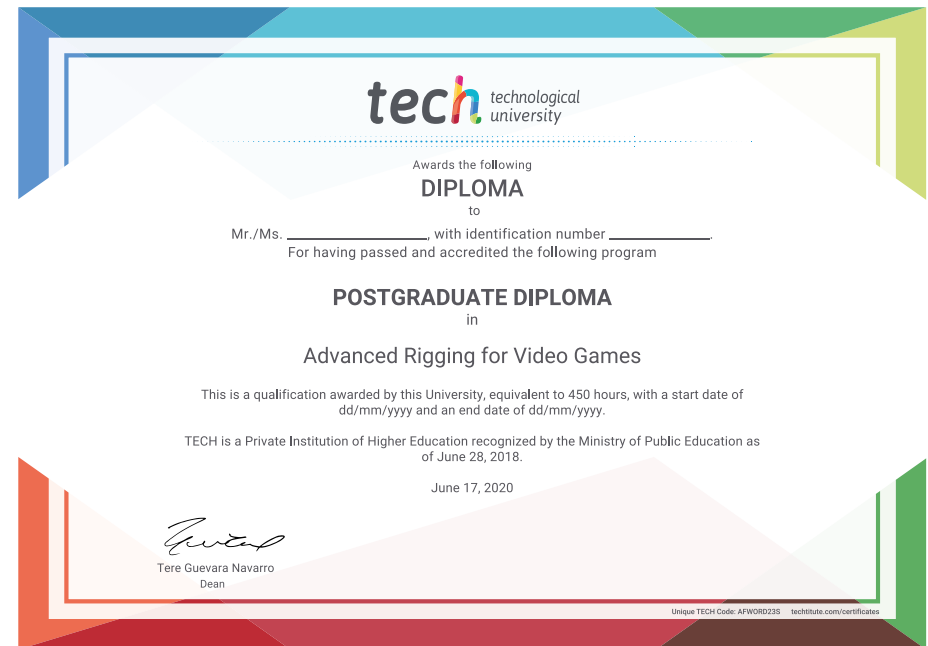 tech technological
university
Awards the following
DIPLOMA
to
Mr./Ms. ____________________, with identification number ______________.
For having passed and accredited the following program
POSTGRADUATE DIPLOMA
in
Advanced Rigging for Video Games
This is a qualification awarded by this University, equivalent to 450 hours, with a start date of
dd/mm/yyyy and an end date of dd/mm/yyyy.
TECH is a Private Institution of Higher Education recognized by the Ministry of Public Education as
of June 28, 2018.
June 17, 2020
Tere Guevara Navarro
Dean
Unique TECH Code: AFWORD23S techtitute.com/certificates